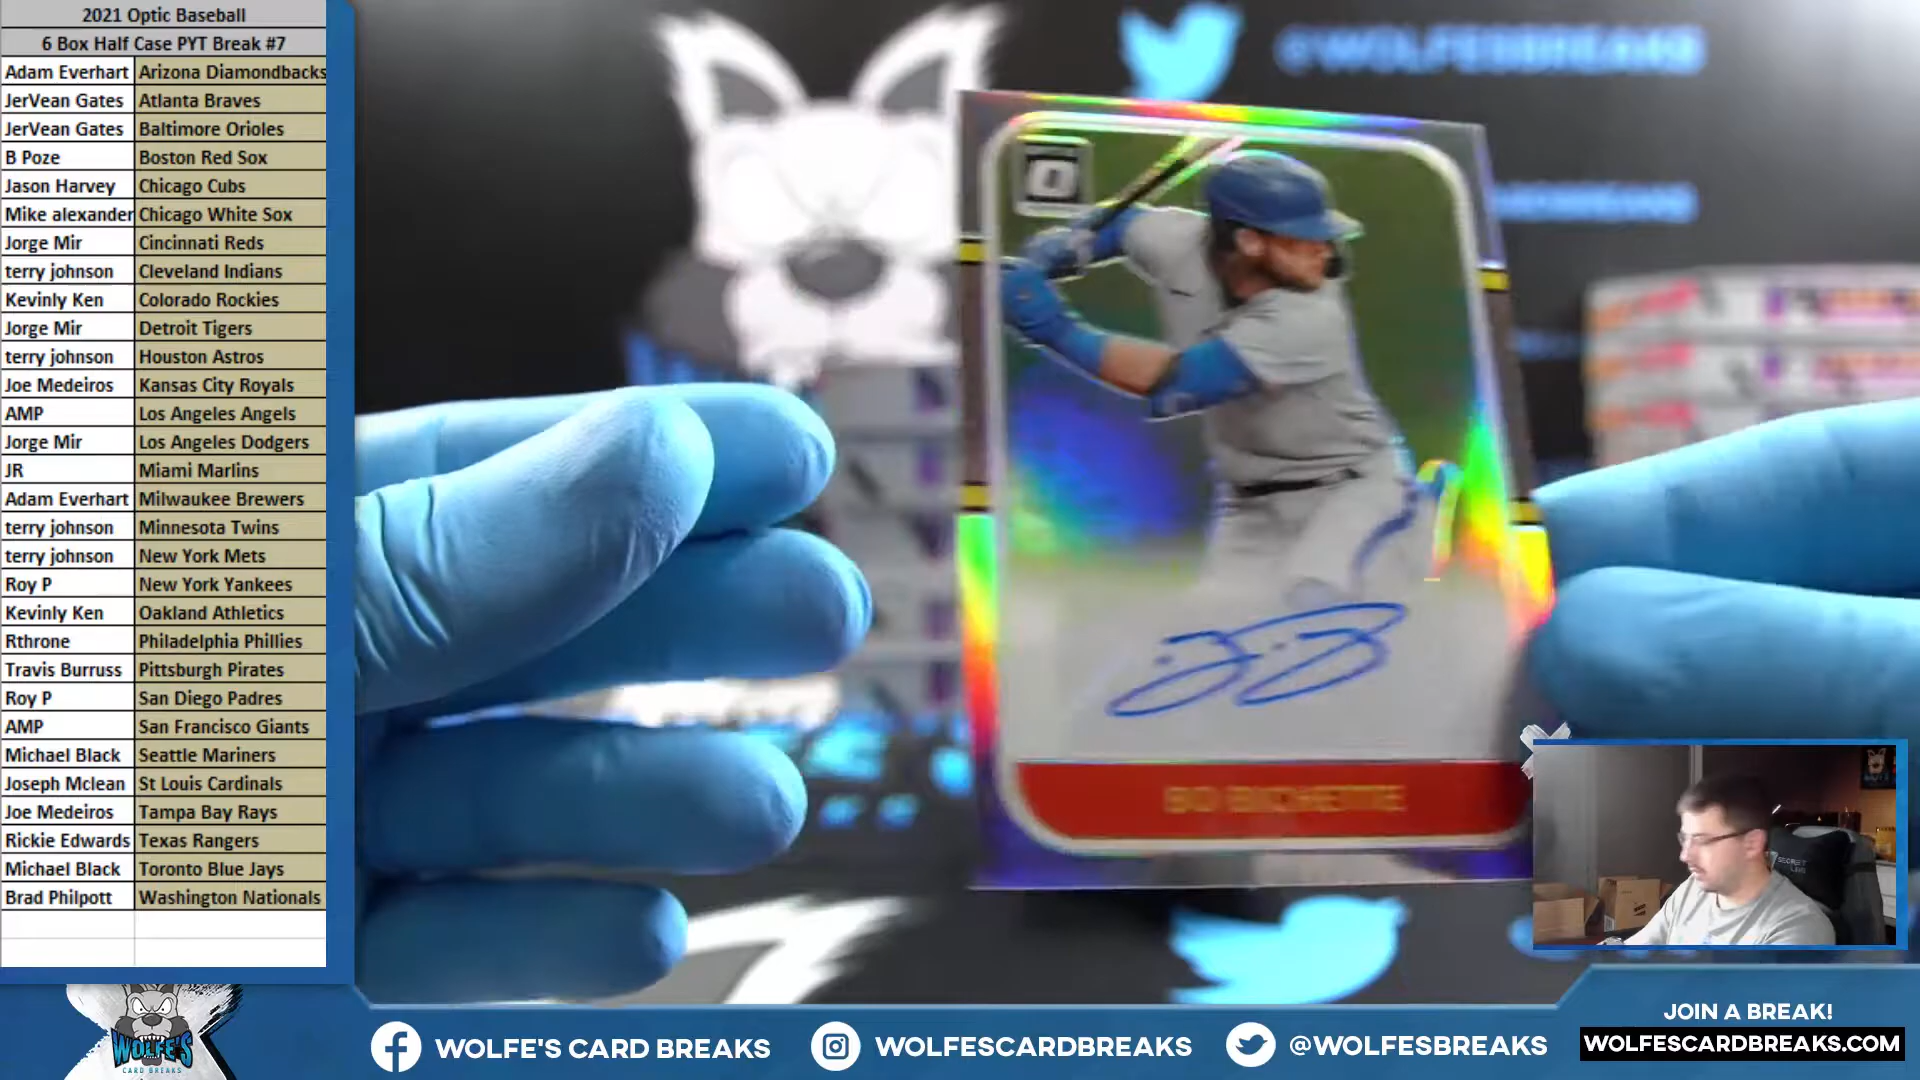 2021 Optic Baseball
6 Box Half Case PYT Break #7
Adam Everhart Arizona Diamondbacks
JerVean Gates Atlanta Braves
JerVean Gates Baltimore Orioles
B Poze Boston Red Sox
Jason Harvey Chicago Cubs
Mike alexander Chicago White Sox
Jorge Mir Cincinnati Reds
terry johnson Cleveland Indians
Kevinly Ken Colorado Rockies
Jorge Mir Detroit Tigers
terry johnson Houston Astros
Joe Medeiros Kansas City Royals
AMP Los Angeles Angels
Jorge Mir Los Angeles Dodgers
JR Miami Marlins
Adam Everhart Milwaukee Brewers
terry johnson Minnesota Twins
terry johnson New York Mets
Roy P New York Yankees
Kevinly Ken Oakland Athletics
Rthrone Philadelphia Phillies
Travis Burruss Pittsburgh Pirates
Roy P San Diego Padres
AMP San Francisco Giants
Michael Black Seattle Mariners
Joseph Mclean St Louis Cardinals
Joe Medeiros Tampa Bay Rays
Rickie Edwards Texas Rangers
Michael Black Toronto Blue Jays
Brad Philpott Washington Nationals
@WOLFESBREAKS
O
BO BICHETTE
SECRET
WOLFE'S
CARD BREAKS
WOLFE'S CARD BREAKS
WOLFESCARDBREAKS
@WOLFESBREAKS
JOIN A BREAK!
WOLFESCARDBREAKS.COM